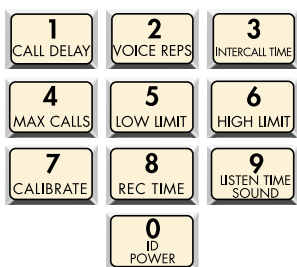 1 2 3
CALL DELAY VOICE REPS INTERCALL TIME
4 5 6
MAX CALLS LOW LIMIT HIGH LIMIT
7 8 9
CALIBRATE REC TIME LISTEN TIME
SOUND
0
ID
POWER